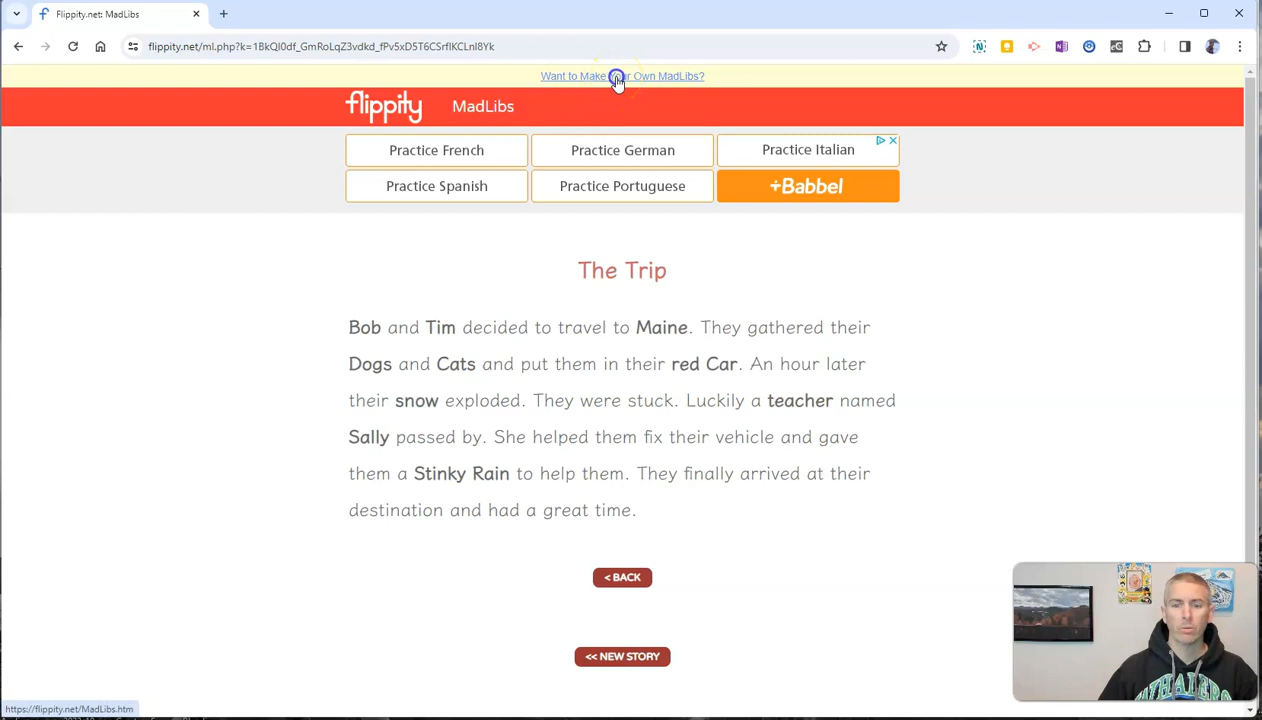 Flippity.net: MadLibs
flippity.net/ml.php?k=1BkQl0df_GmRoLqZ3vdkd_fPv5xD5T6CSrflKCLnl8Yk
Want to Make Your Own MadLibs?
flippity MadLibs
Practice French Practice German Practice Italian
Practice Spanish Practice Portuguese +Babbel
The Trip
Bob and Tim decided to travel to Maine. They gathered their
Dogs and Cats and put them in their red Car. An hour later
their snow exploded. They were stuck. Luckily a teacher named
Sally passed by. She helped them fix their vehicle and gave
them a Stinky Rain to help them. They finally arrived at their
destination and had a great time.
< BACK
<< NEW STORY
https://flippity.net/MadLibs.htm